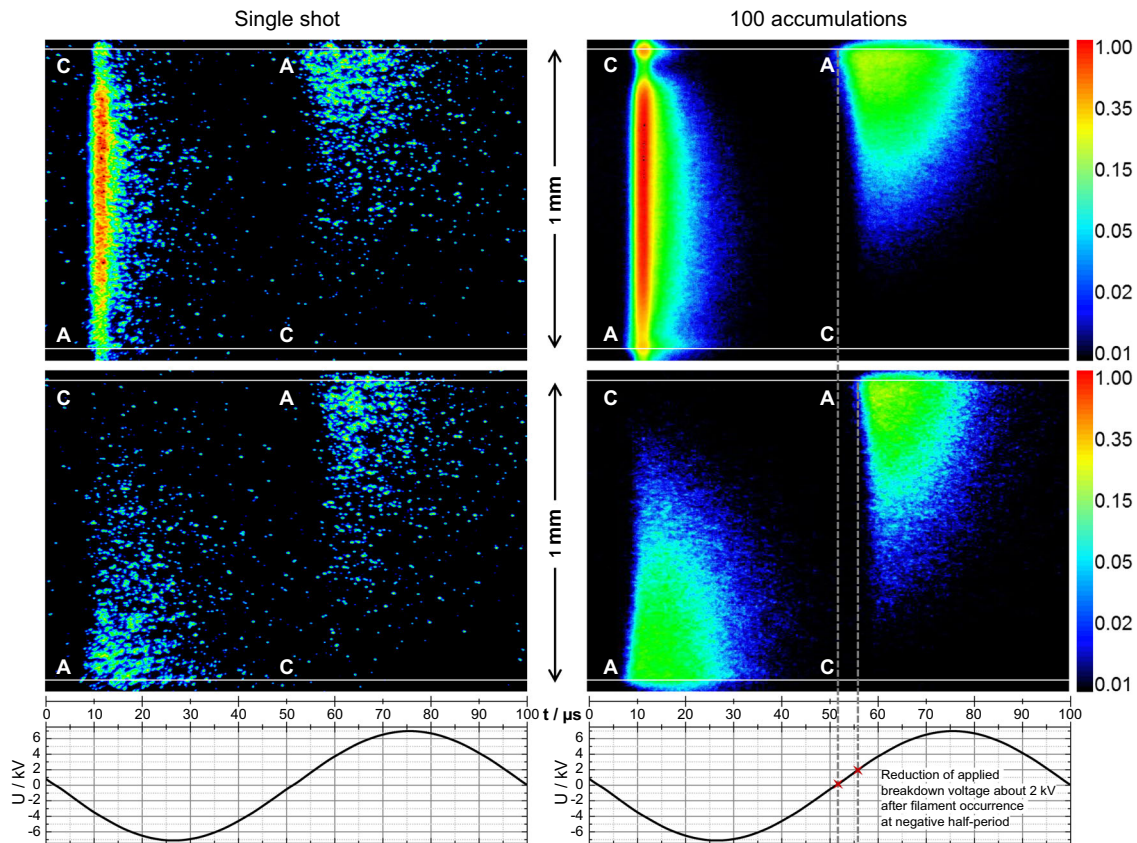 Single shot
100 accumulations
C
A
A
C
1 mm
C
A
A
C
1.00
0.35
0.15
0.05
0.02
0.01
C
A
A
C
1 mm
C
A
A
C
1.00
0.35
0.15
0.05
0.02
0.01
0 10 20 30 40 50 60 70 80 90 100 t / µs 0 10 20 30 40 50 60 70 80 90 100
U / kV
6
4
2
0
-2
-4
-6
U / kV
6
4
2
0
-2
-4
-6
Reduction of applied
breakdown voltage about 2 kV
after filament occurrence
at negative half-period